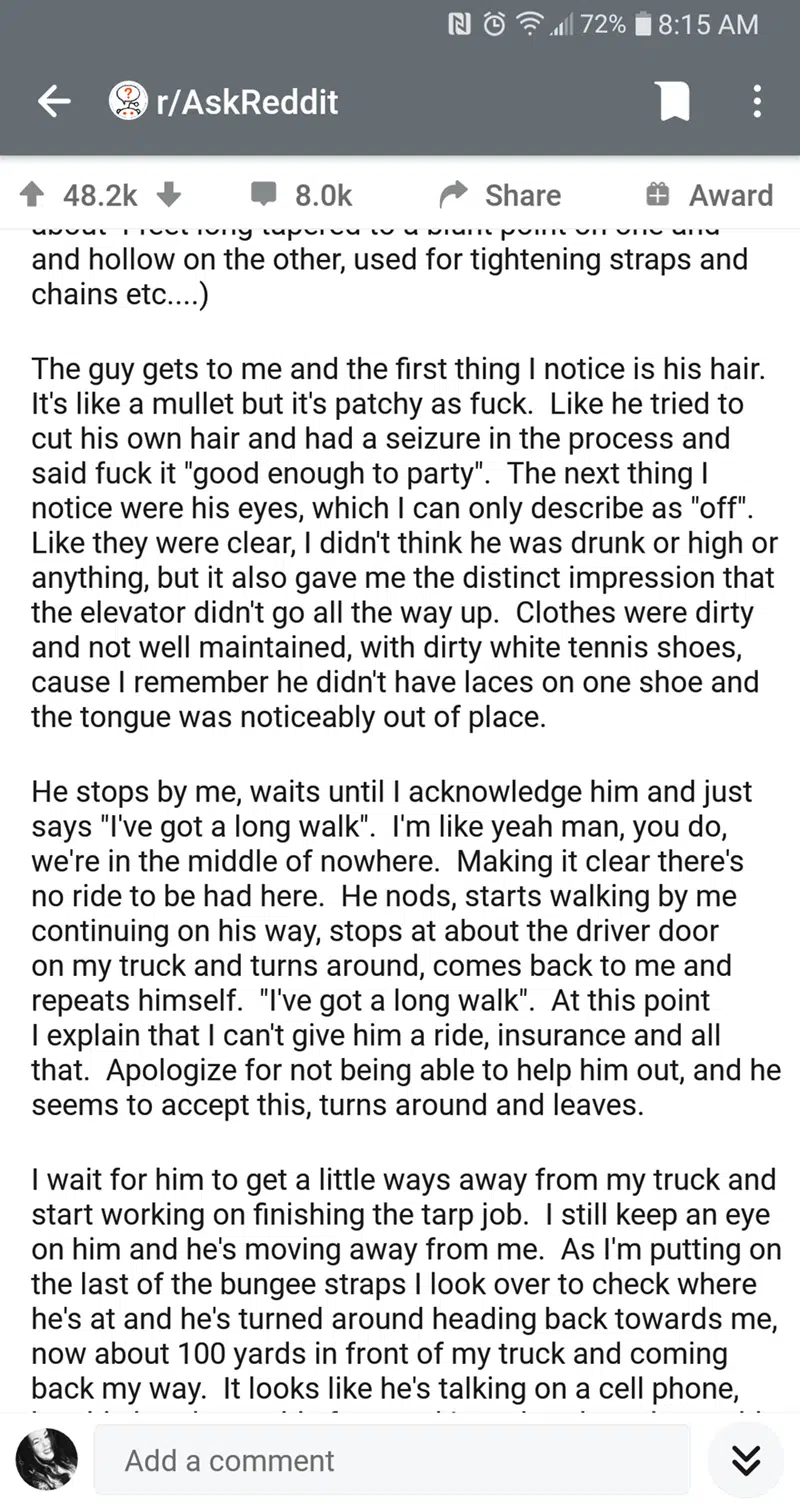 72% 8:15 AM
r/AskReddit
48.2k 8.0k Share Award
about 1 feet long tapered to a blunt point on one and
and hollow on the other, used for tightening straps and
chains etc....)
The guy gets to me and the first thing I notice is his hair.
It's like a mullet but it's patchy as fuck.  Like he tried to
cut his own hair and had a seizure in the process and
said fuck it "good enough to party".  The next thing I
notice were his eyes, which I can only describe as "off".
Like they were clear, I didn't think he was drunk or high or
anything, but it also gave me the distinct impression that
the elevator didn't go all the way up.  Clothes were dirty
and not well maintained, with dirty white tennis shoes,
cause I remember he didn't have laces on one shoe and
the tongue was noticeably out of place.
He stops by me, waits until I acknowledge him and just
says "I've got a long walk".  I'm like yeah man, you do,
we're in the middle of nowhere.  Making it clear there's
no ride to be had here.  He nods, starts walking by me
continuing on his way, stops at about the driver door
on my truck and turns around, comes back to me and
repeats himself.  "I've got a long walk".  At this point
I explain that I can't give him a ride, insurance and all
that.  Apologize for not being able to help him out, and he
seems to accept this, turns around and leaves.
I wait for him to get a little ways away from my truck and
start working on finishing the tarp job.  I still keep an eye
on him and he's moving away from me.  As I'm putting on
the last of the bungee straps I look over to check where
he's at and he's turned around heading back towards me,
now about 100 yards in front of my truck and coming
back my way.  It looks like he's talking on a cell phone,
Add a comment